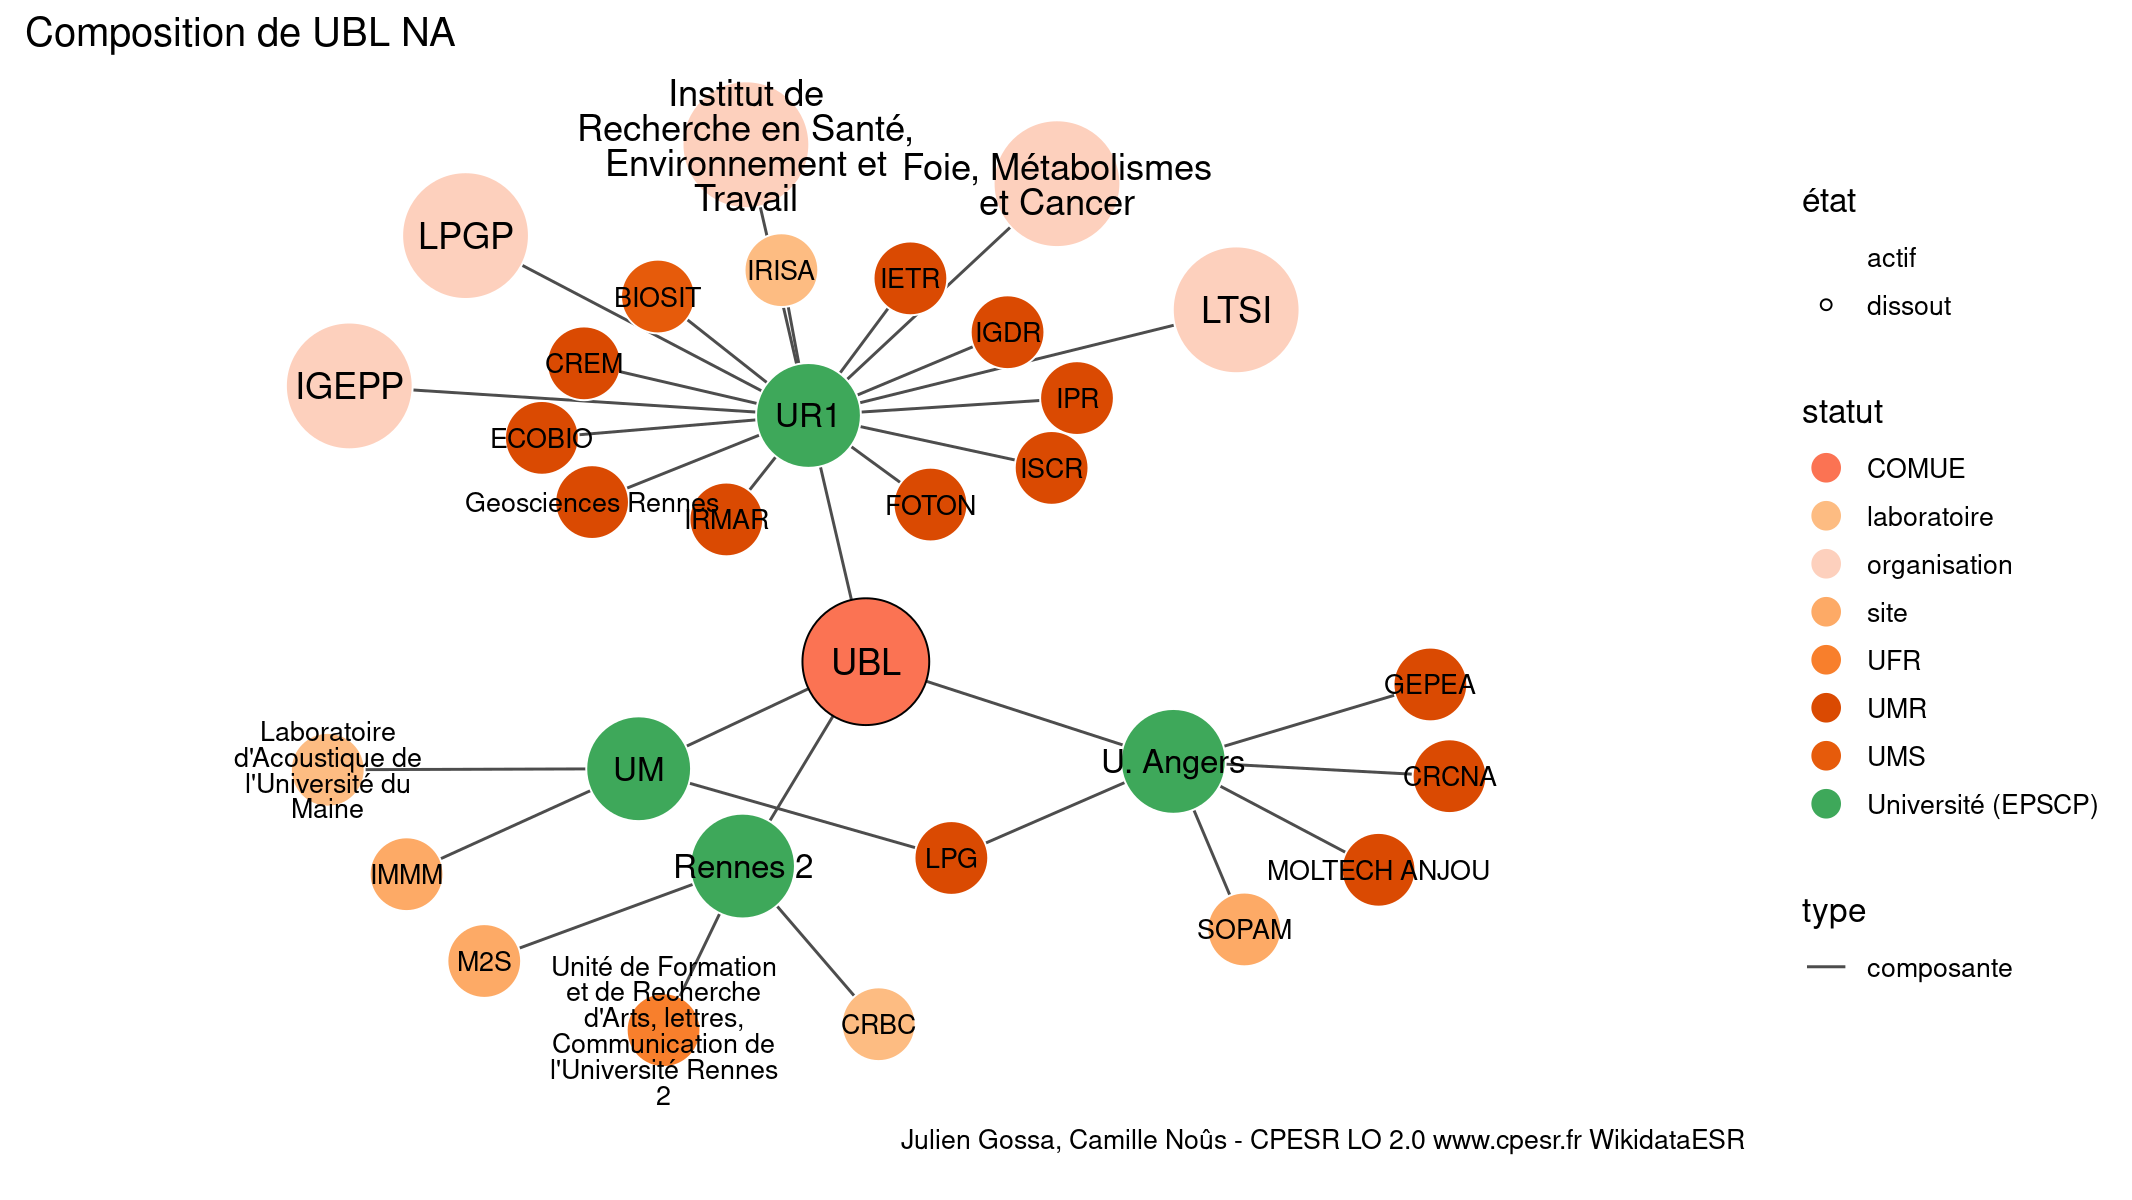 Composition de UBL NA
Institut de
Recherche en Santé,
Environnement et
Travail
Foie, Métabolismes
et Cancer
LPGP
IRISA
IETR
BIOSIT
LTSI
IGDR
CREM
IGEPP
IPR
UR1
ECOBIO
ISCR
Geosciences Rennes
IRMAR
FOTON
UBL
GEPEA
Laboratoire
d'Acoustique de
l'Université du
Maine
UM
U. Angers
CRCNA
LPG
Rennes 2
IMMM
MOLTECH ANJOU
SOPAM
M2S
Unité de Formation
et de Recherche
d'Arts, lettres,
Communication de
l'Université Rennes
2
CRBC
état
actif
dissout
statut
COMUE
laboratoire
organisation
site
UFR
UMR
UMS
Université (EPSCP)
type
composante
Julien Gossa, Camille Noûs - CPESR LO 2.0 www.cpesr.fr WikidataESR